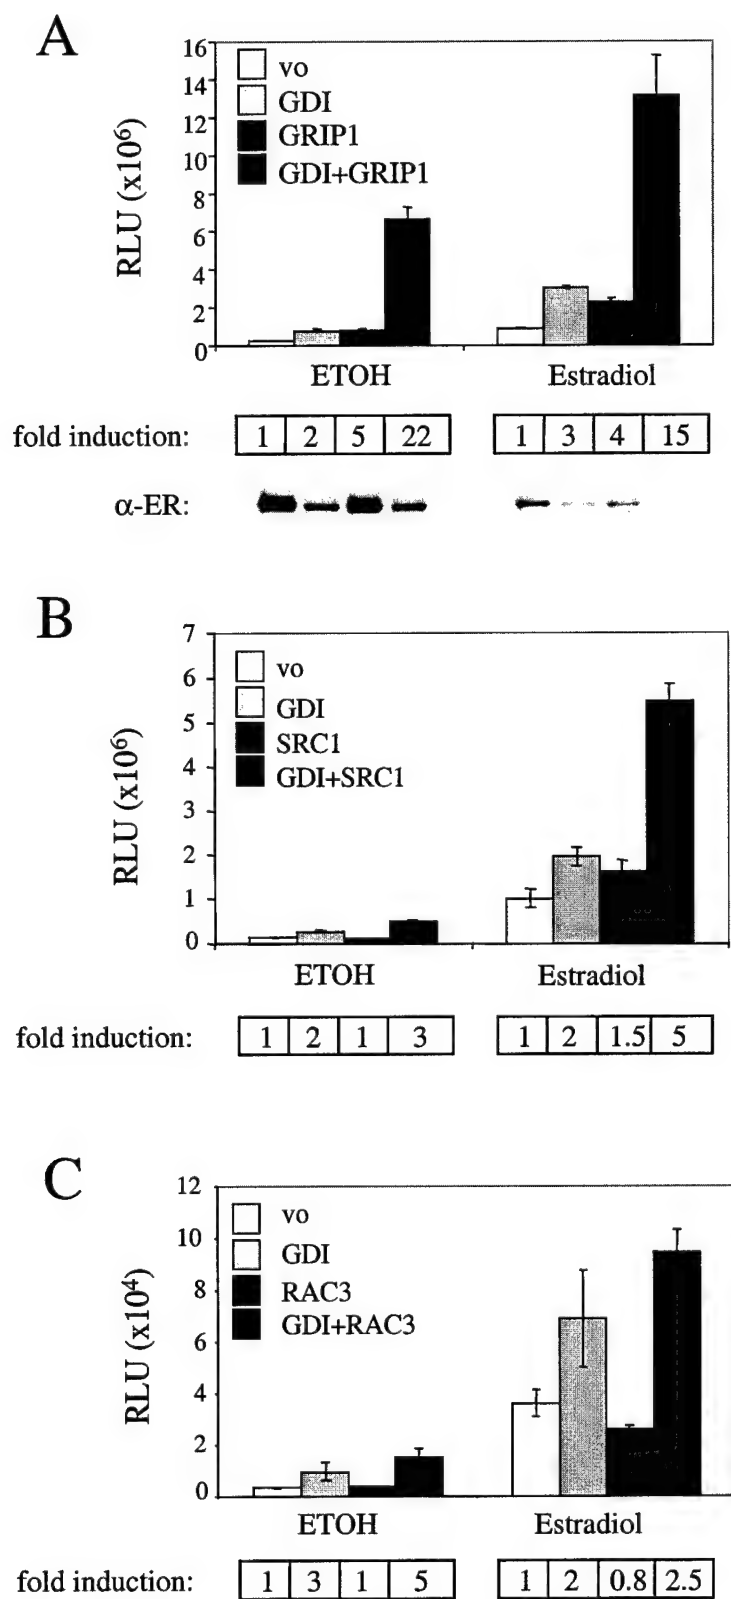 A
16
14
12
10
8
6
4
2
0
RLU (x10⁶)
vo
GDI
GRIP1
GDI+GRIP1
ETOH Estradiol
fold induction: 1 2 5 22 1 3 4 15
α-ER:
B
7
6
5
4
3
2
1
0
RLU (x10⁶)
vo
GDI
SRC1
GDI+SRC1
ETOH Estradiol
fold induction: 1 2 1 3 1 2 1.5 5
C
12
10
8
6
4
2
0
RLU (x10⁴)
vo
GDI
RAC3
GDI+RAC3
ETOH Estradiol
fold induction: 1 3 1 5 1 2 0.8 2.5